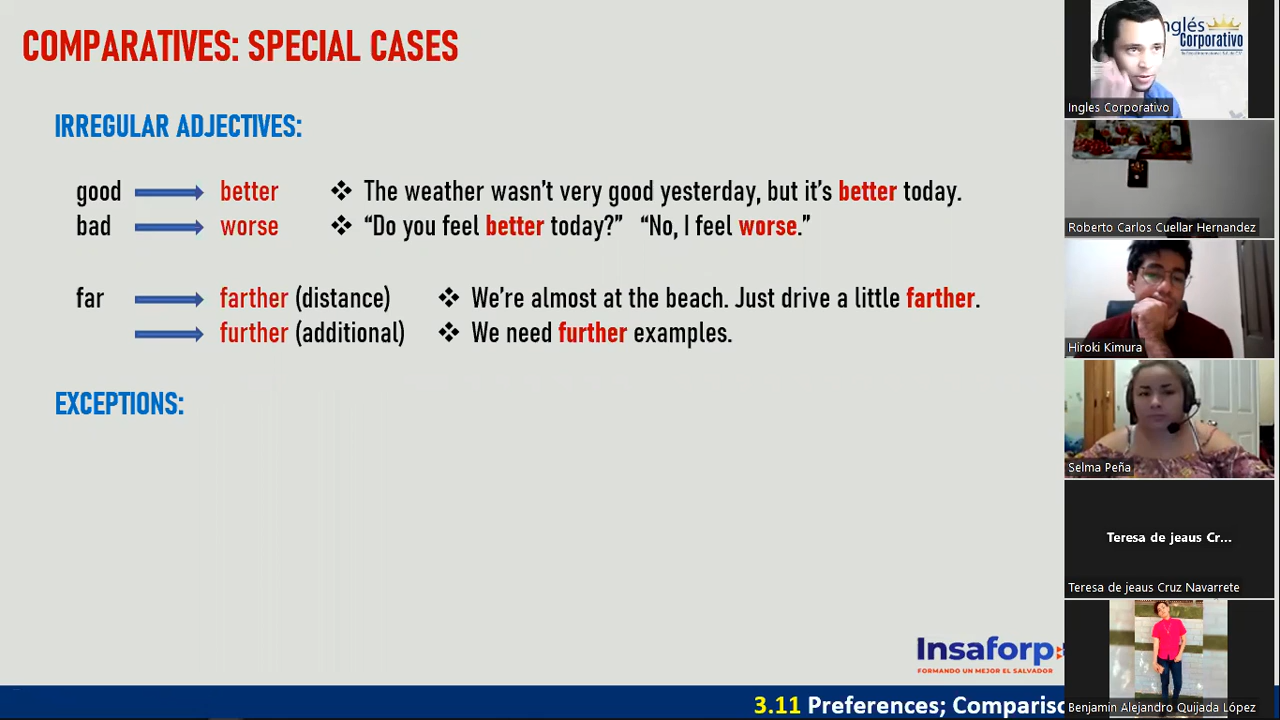 COMPARATIVES: SPECIAL CASES
IRREGULAR ADJECTIVES:
good better ❖ The weather wasn't very good yesterday, but it's better today.
bad worse ❖ “Do you feel better today?” “No, I feel worse.”
far farther (distance) ❖ We're almost at the beach. Just drive a little farther.
further (additional) ❖ We need further examples.
EXCEPTIONS:
Insaforp
FORMANDO UN MEJOR EL SALVADOR
3.11 Preferences; Comparisc
nglés
Corporativo
Ingles Corporativo
Roberto Carlos Cuellar Hernandez
Hiroki Kimura
Selma Peña
Teresa de jeaus Cr...
Teresa de jeaus Cruz Navarrete
Benjamin Alejandro Quijada López